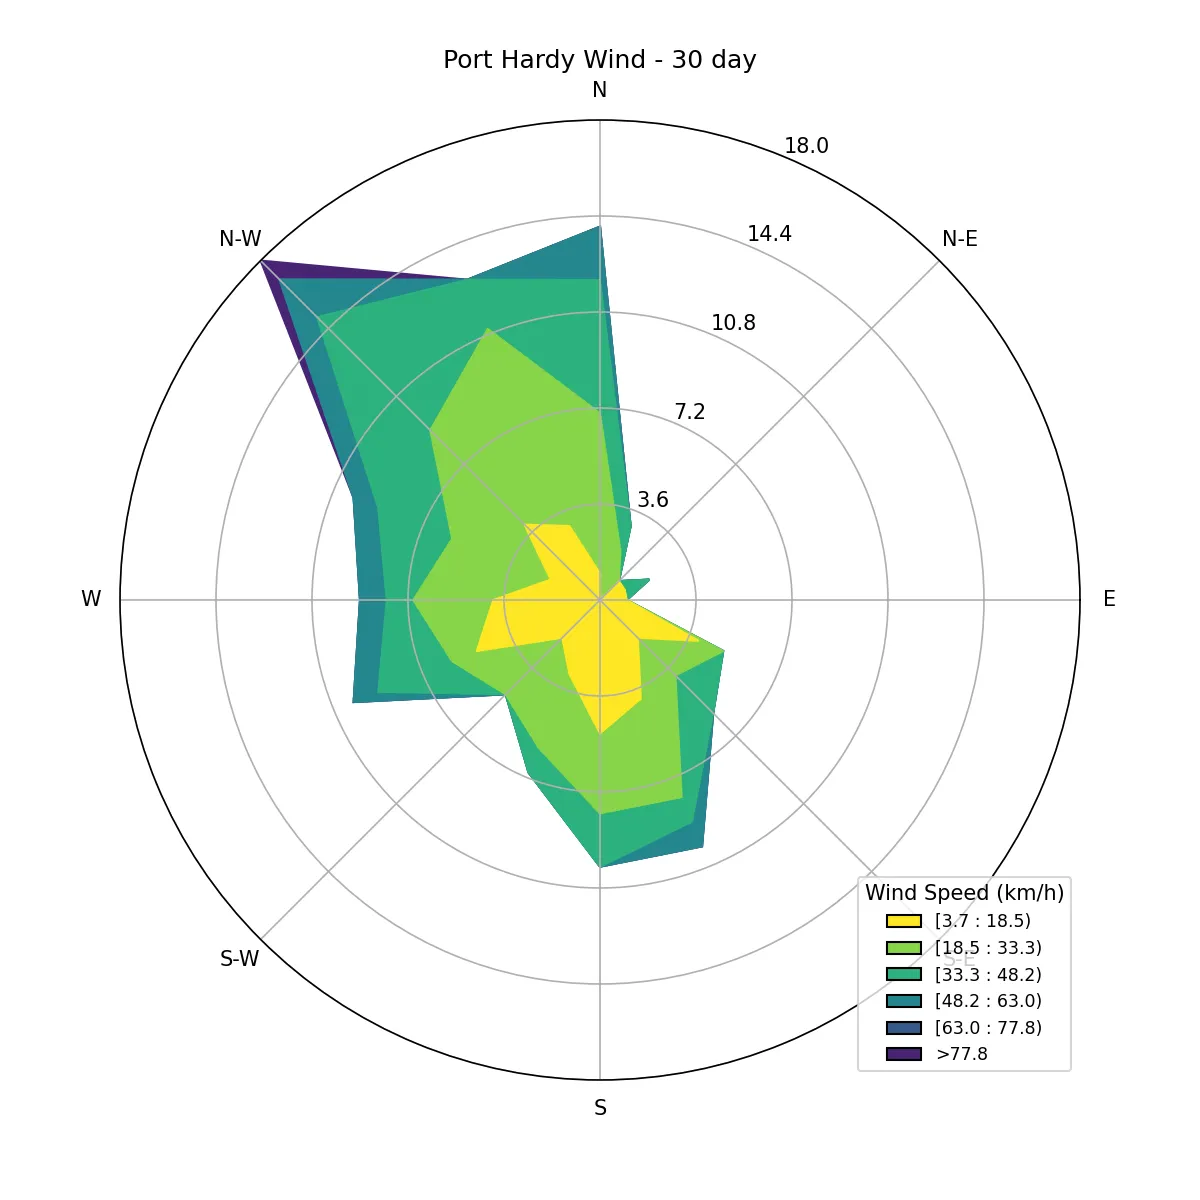 Port Hardy Wind - 30 day
N
18.0
14.4
N-W
N-E
10.8
7.2
3.6
W
E
Wind Speed (km/h)
[3.7 : 18.5)
[18.5 : 33.3)
S-W
S-E
[33.3 : 48.2)
[48.2 : 63.0)
[63.0 : 77.8)
>77.8
S